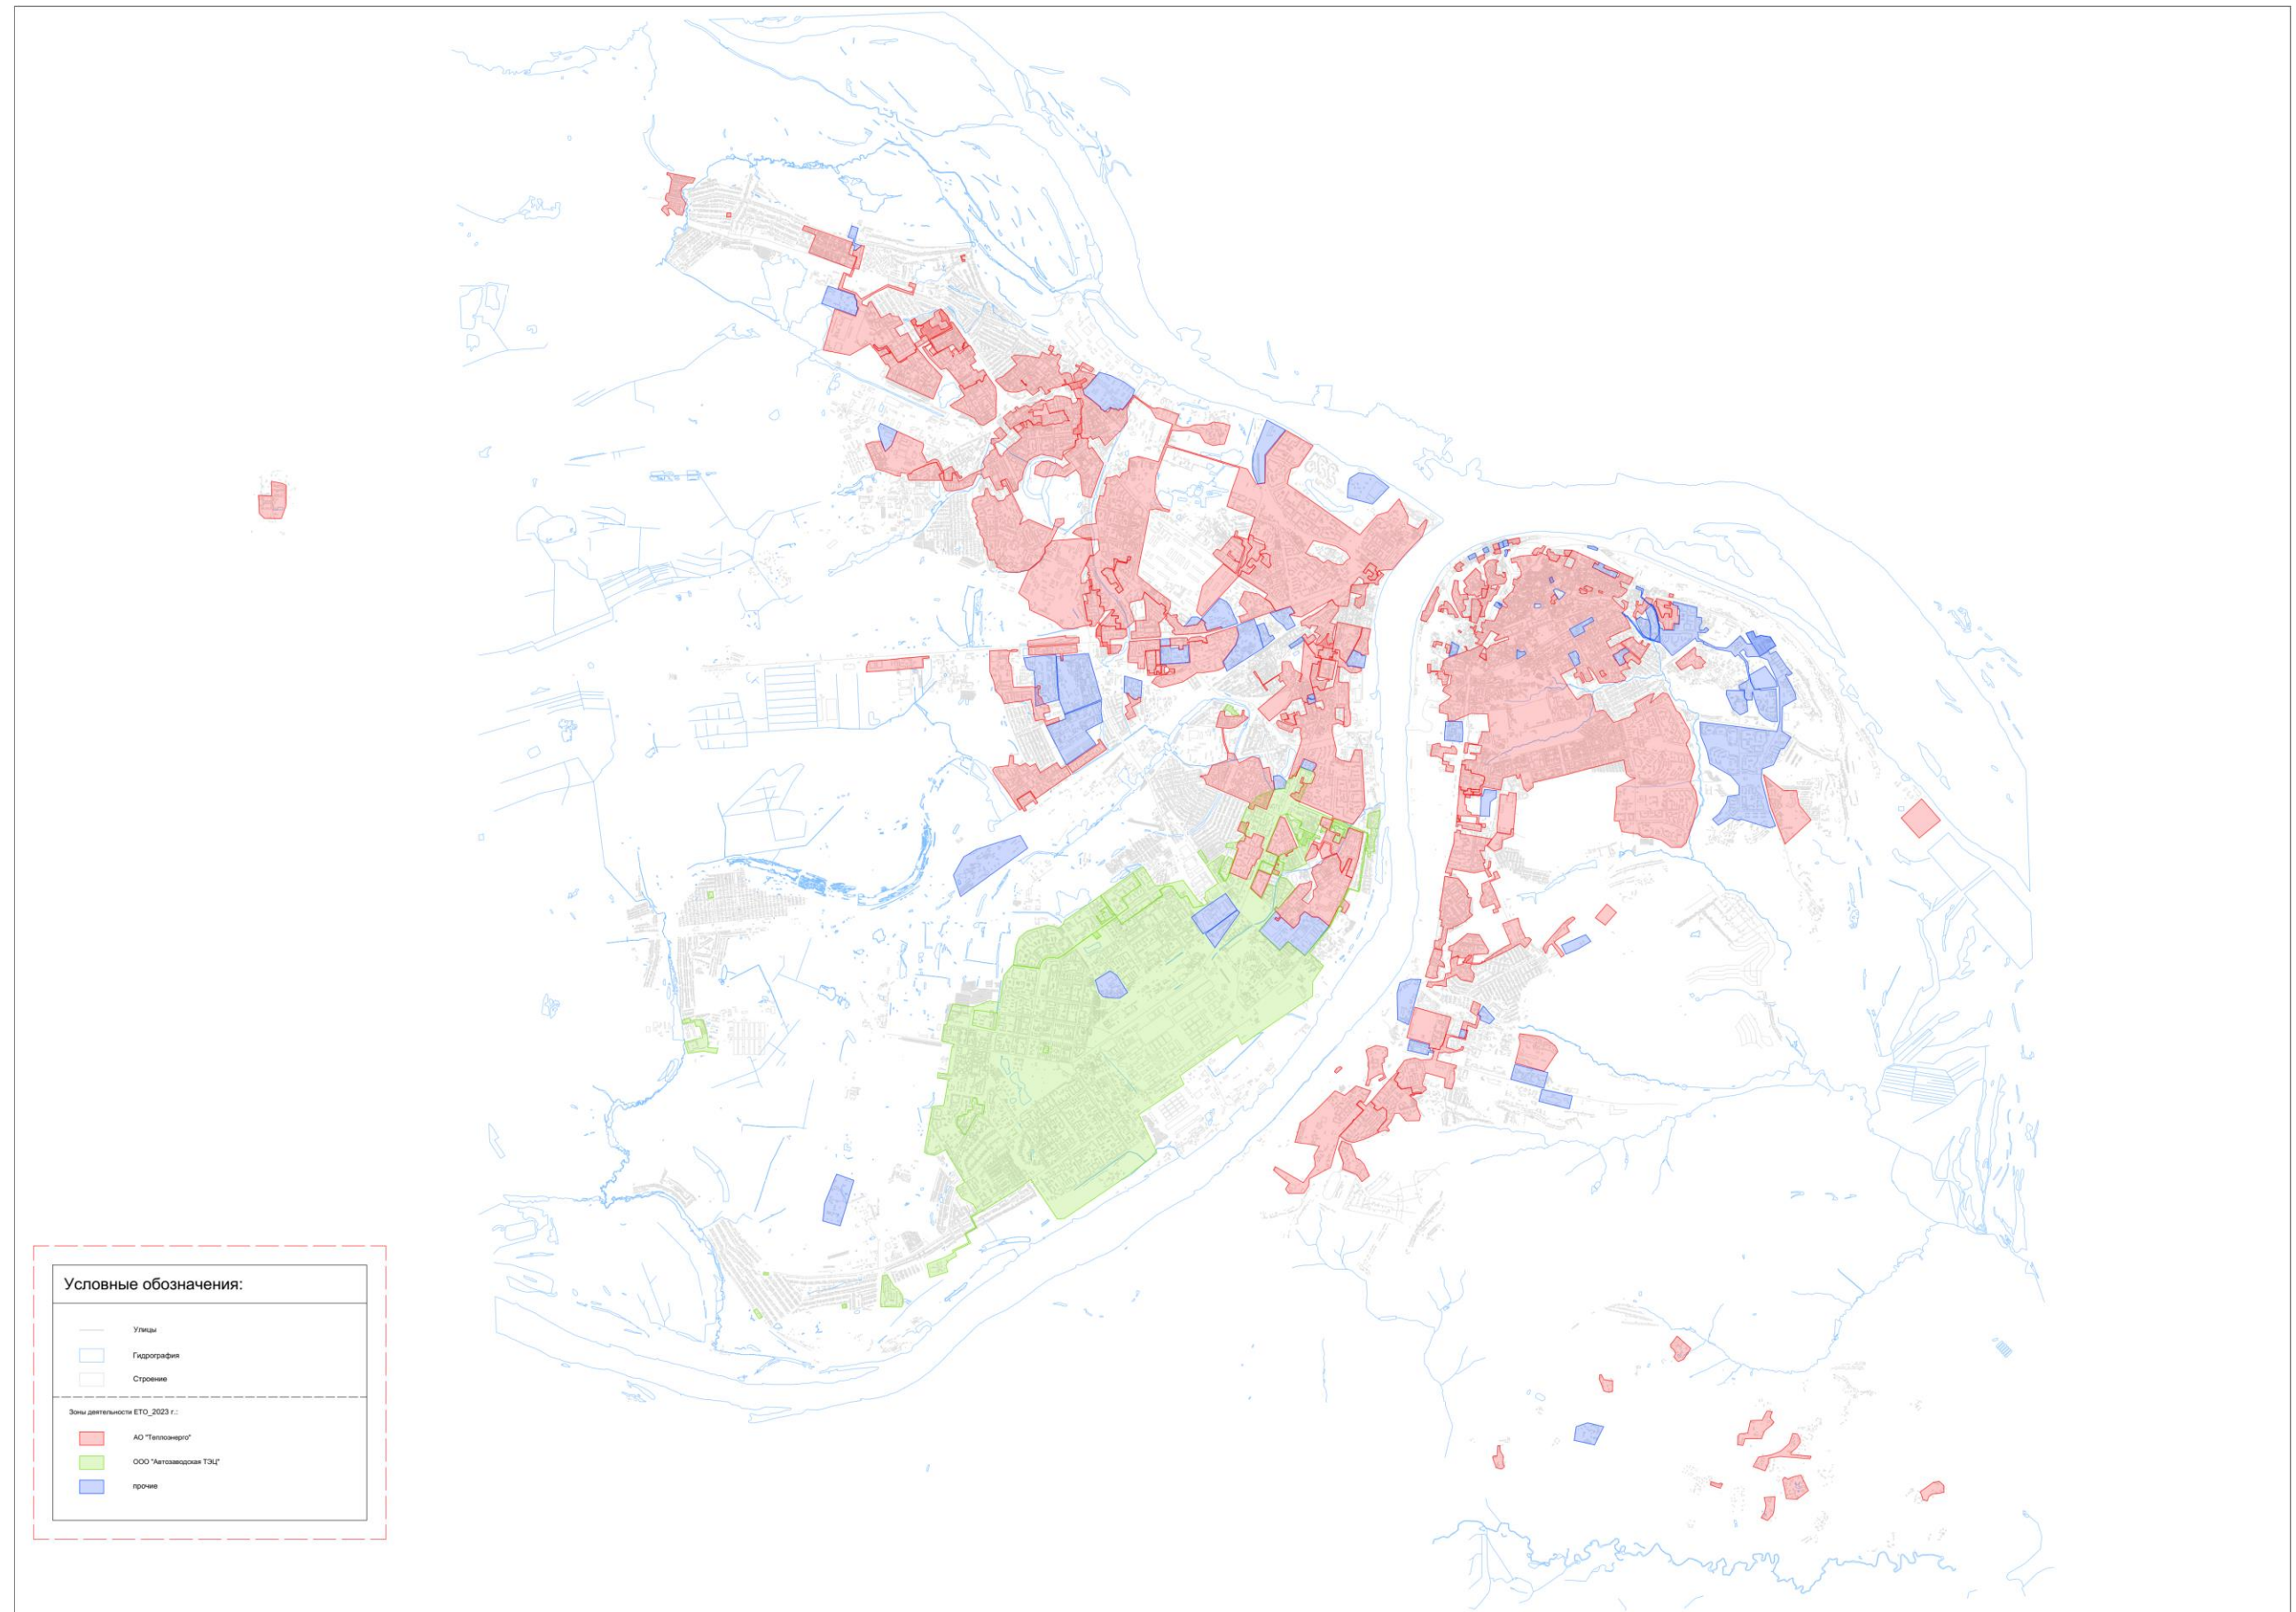 Условные обозначения:
Улицы
Гидрография
Строение
Зоны деятельности ЕТО_2023 г.:
АО "Теплоэнерго"
ООО "Автозаводская ТЭЦ"
прочие